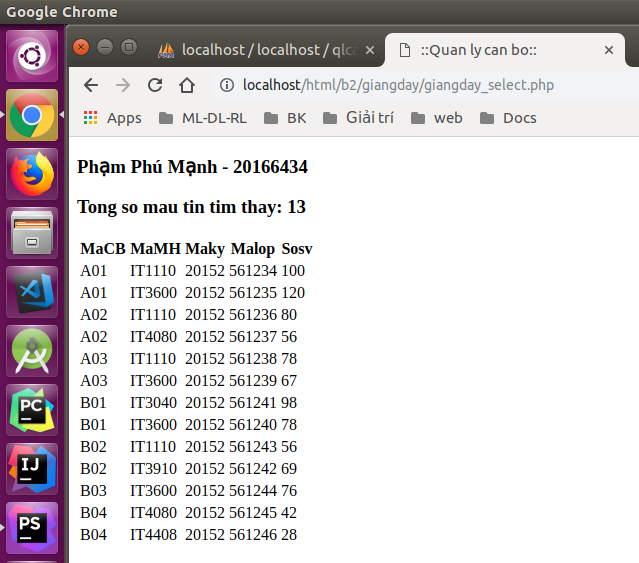 Google Chrome
localhost / localhost / qlc
::Quan ly can bo::
localhost/html/b2/giangday/giangday_select.php
Apps ML-DL-RL BK Giải trí web Docs
Phạm Phú Mạnh - 20166434
Tong so mau tin tim thay: 13
MaCB MaMH Maky Malop Sosv
A01 IT1110 20152 561234 100
A01 IT3600 20152 561235 120
A02 IT1110 20152 561236 80
A02 IT4080 20152 561237 56
A03 IT1110 20152 561238 78
A03 IT3600 20152 561239 67
B01 IT3040 20152 561241 98
B01 IT3600 20152 561240 78
B02 IT1110 20152 561243 56
B02 IT3910 20152 561242 69
B03 IT3600 20152 561244 76
B04 IT4080 20152 561245 42
B04 IT4408 20152 561246 28
PC
IJ
PS